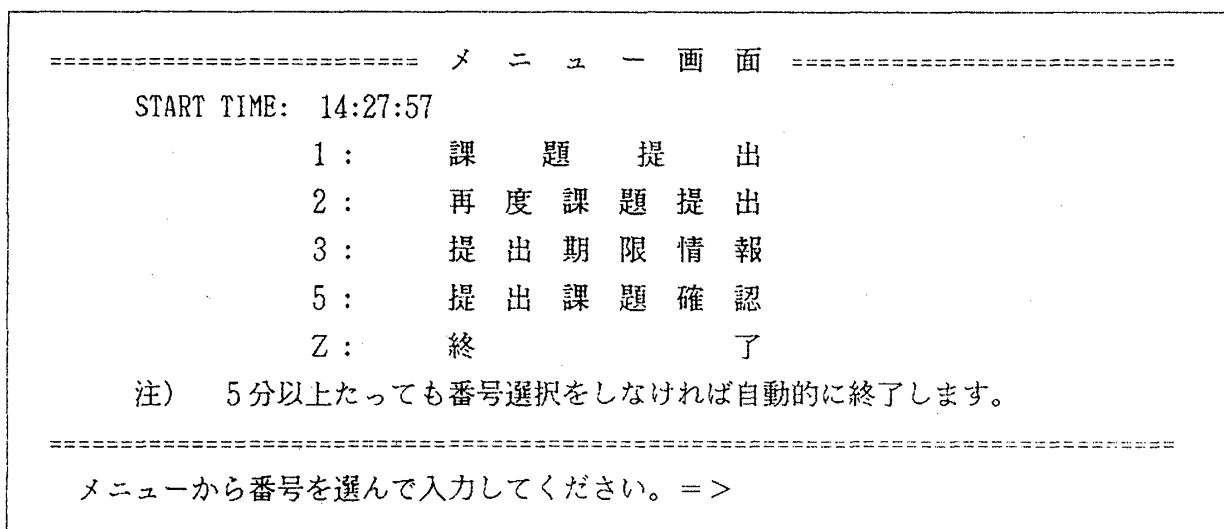 ========================== メ ニ ュ ー 画 面 ===========================
START TIME: 14:27:57
1 : 課 題 提 出
2 : 再 度 課 題 提 出
3 : 提 出 期 限 情 報
5 : 提 出 課 題 確 認
Z : 終 了
注) 5分以上たっても番号選択をしなければ自動的に終了します。
===============================================================================
メニューから番号を選んで入力してください。=>